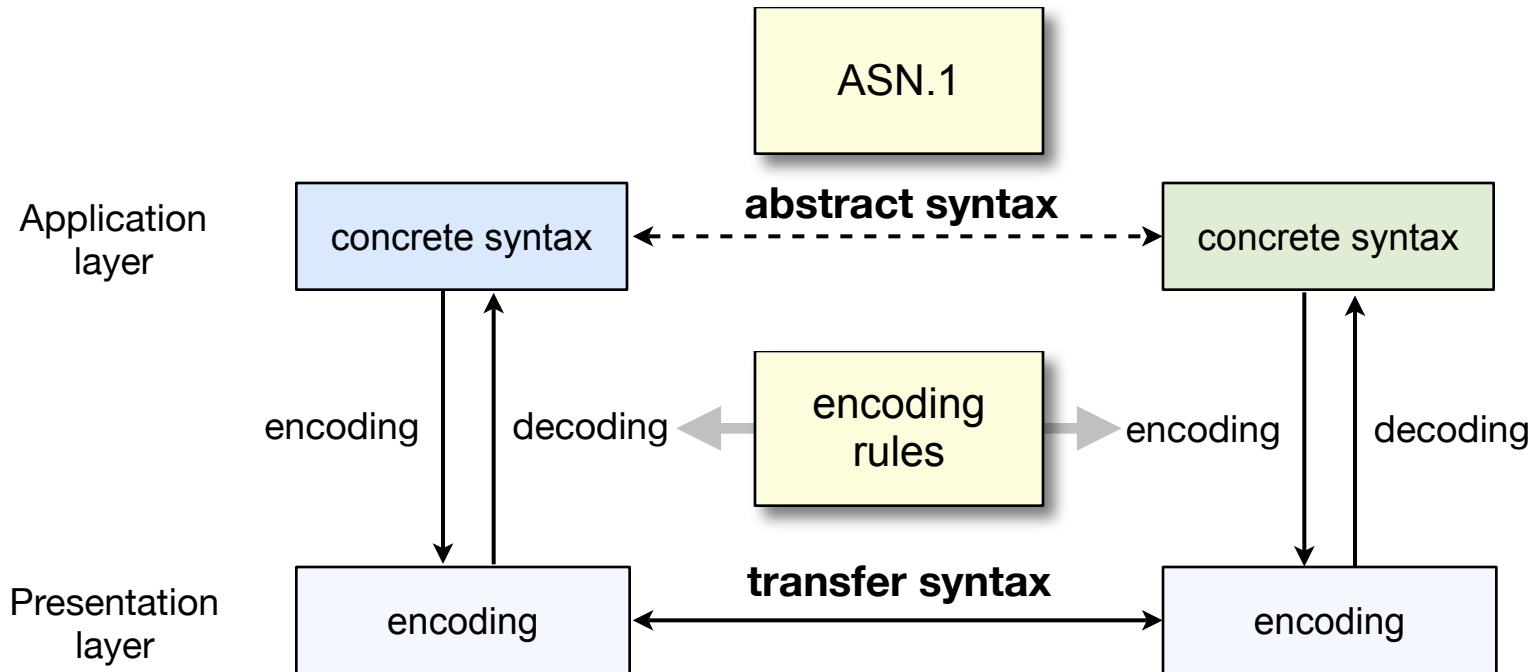 ASN.1
Application
layer
concrete syntax
abstract syntax
concrete syntax
encoding
decoding
encoding
rules
encoding
decoding
Presentation
layer
encoding
transfer syntax
encoding